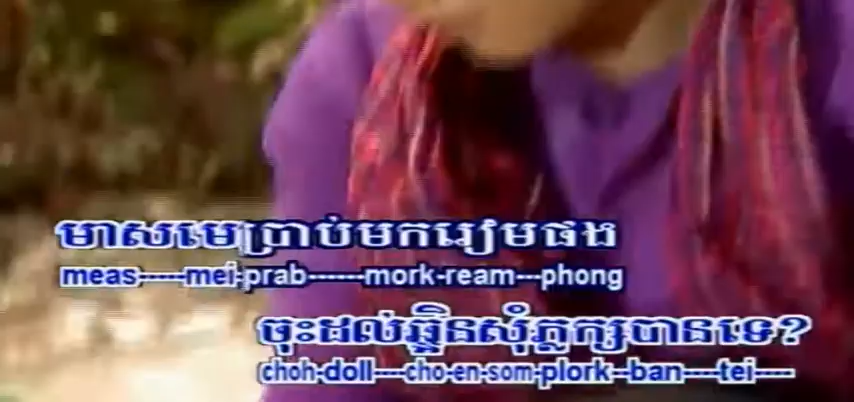 មាសមេប្រាប់មករៀមផង
meas-----mei-prab------mork-ream---phong
ចុះដល់ឆ្អិនសុំភ្លក្សបានទេ?
(choh-doll----cho-en-som-plork--ban----tei----